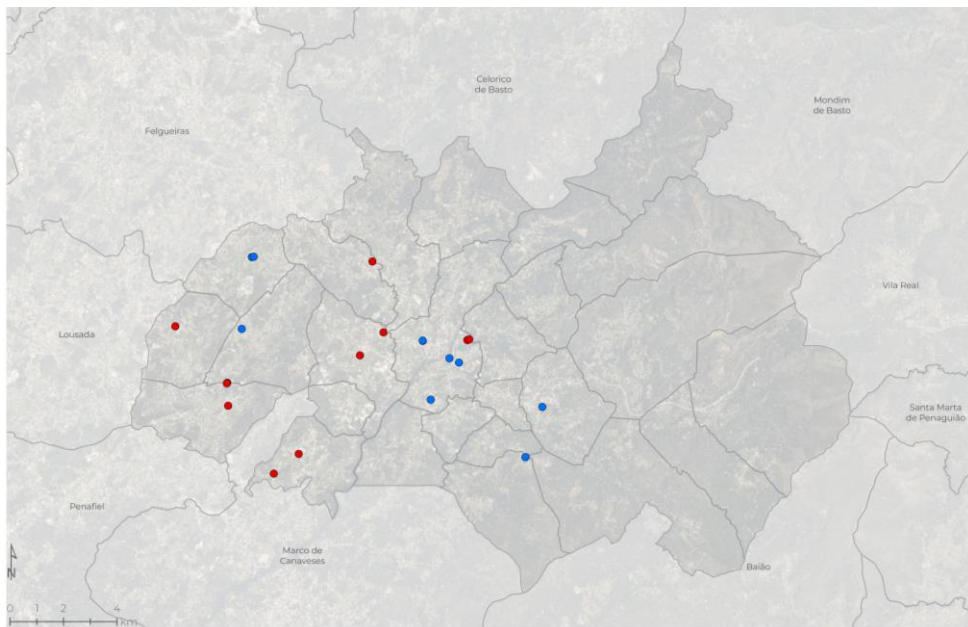 Celorico
de Basto
Mondim
de Basto
Felgueiras
Vila Real
Lousada
Santa Marta
de Penaguião
Penafiel
Marco de
Canaveses
Baião
N
0 1 2 4
km